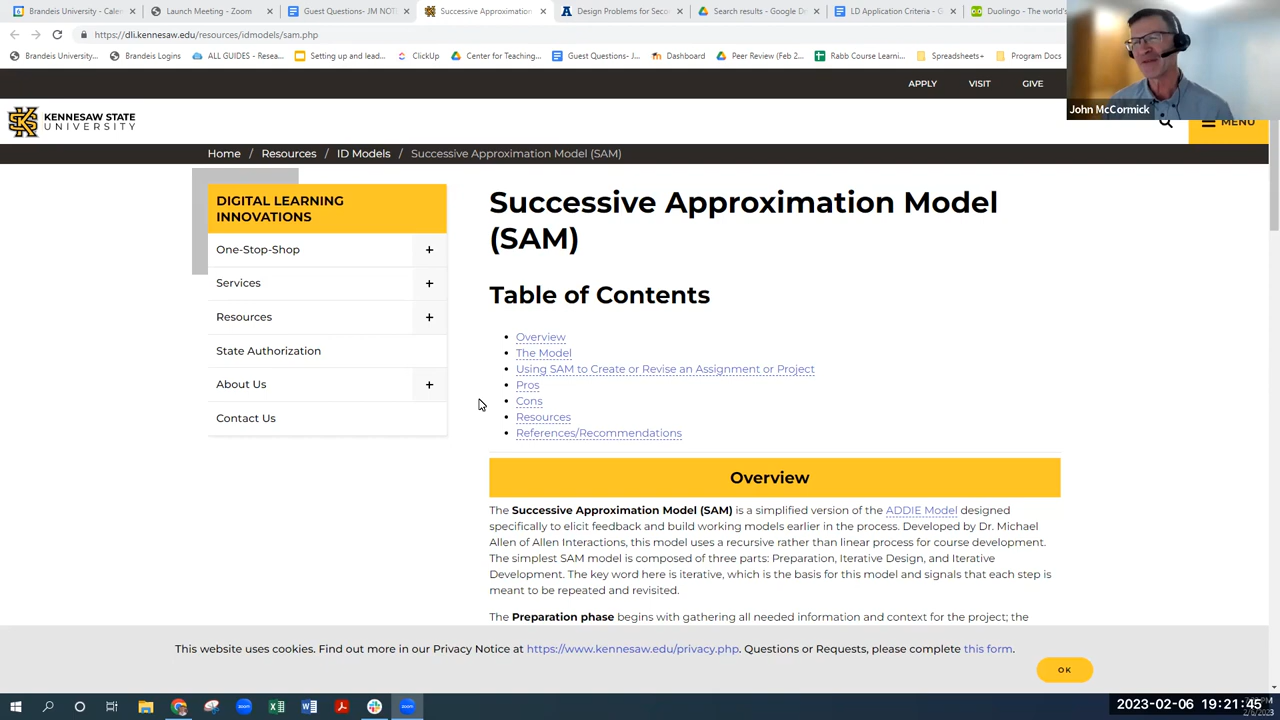 Brandeis University - Calen
Launch Meeting - Zoom
Guest Questions- JM NOT
Successive Approximation
Design Problems for Seco
Search results - Google D
LD Application Criteria - G
Duolingo - The world's
https://dli.kennesaw.edu/resources/idmodels/sam.php
Brandeis University...
Brandeis Logins
ALL GUIDES - Resea...
Setting up and lead...
ClickUp
Center for Teaching...
Guest Questions- J...
Dashboard
Peer Review (Feb 2...
Rabb Course Learni...
Spreadsheets+
Program Docs
APPLY
VISIT
GIVE
John McCormick
KENNESAW STATE
UNIVERSITY
MENU
Home / Resources / ID Models / Successive Approximation Model (SAM)
DIGITAL LEARNING
INNOVATIONS
One-Stop-Shop +
Services +
Resources +
State Authorization
About Us +
Contact Us
Successive Approximation Model
(SAM)
Table of Contents
• Overview
• The Model
• Using SAM to Create or Revise an Assignment or Project
• Pros
• Cons
• Resources
• References/Recommendations
Overview
The Successive Approximation Model (SAM) is a simplified version of the ADDIE Model designed
specifically to elicit feedback and build working models earlier in the process. Developed by Dr. Michael
Allen of Allen Interactions, this model uses a recursive rather than linear process for course development.
The simplest SAM model is composed of three parts: Preparation, Iterative Design, and Iterative
Development. The key word here is iterative, which is the basis for this model and signals that each step is
meant to be repeated and revisited.
The Preparation phase begins with gathering all needed information and context for the project; the
This website uses cookies. Find out more in our Privacy Notice at https://www.kennesaw.edu/privacy.php. Questions or Requests, please complete this form.
OK
2023-02-06 19:21:45